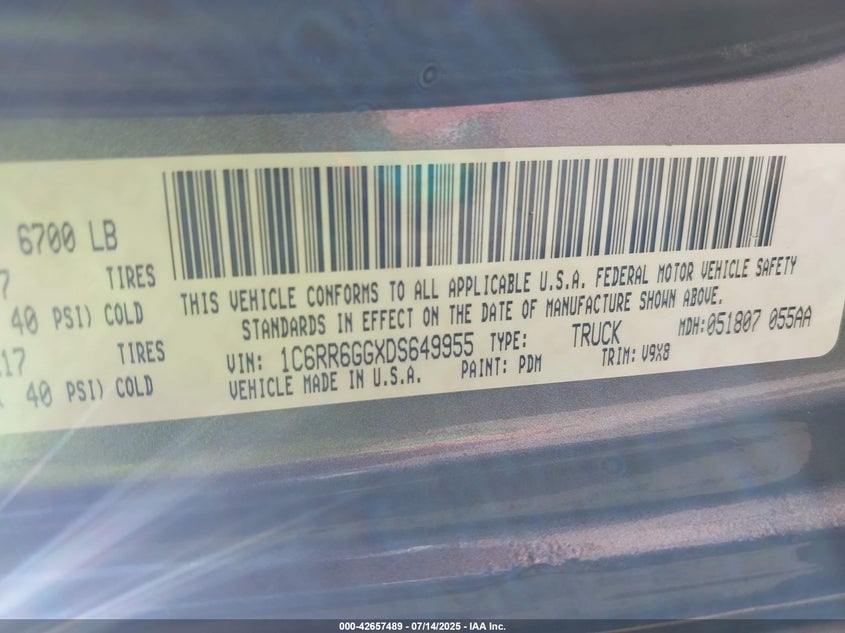 6700 LB
7 TIRES
40 PSI) COLD
17 TIRES
40 PSI) COLD
THIS VEHICLE CONFORMS TO ALL APPLICABLE U.S.A. FEDERAL MOTOR VEHICLE SAFETY
STANDARDS IN EFFECT ON THE DATE OF MANUFACTURE SHOWN ABOVE.
VIN: 1C6RR6GGXDS649955 TYPE: TRUCK MDH:051807 055AA
VEHICLE MADE IN U.S.A. PAINT: PDM TRIM: V9X8
000-42657489 - 07/14/2025 - IAA Inc.